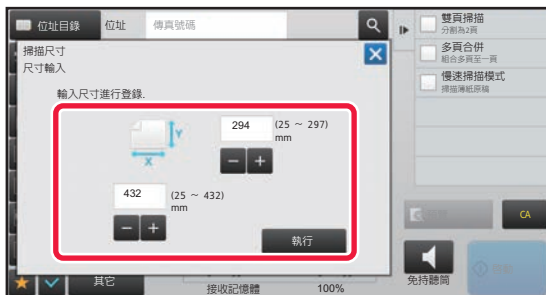 位址目錄
位址
傳真號碼
雙頁掃描
分割為2頁
多頁合併
組合多頁至一頁
慢速掃描模式
掃描薄紙原稿
掃描尺寸
尺寸輸入
輸入尺寸進行登錄.
Y
X
294
(25 ～ 297)
mm
432
(25 ～ 432)
mm
執行
CA
免持聽筒
其它
接收記憶體
100%